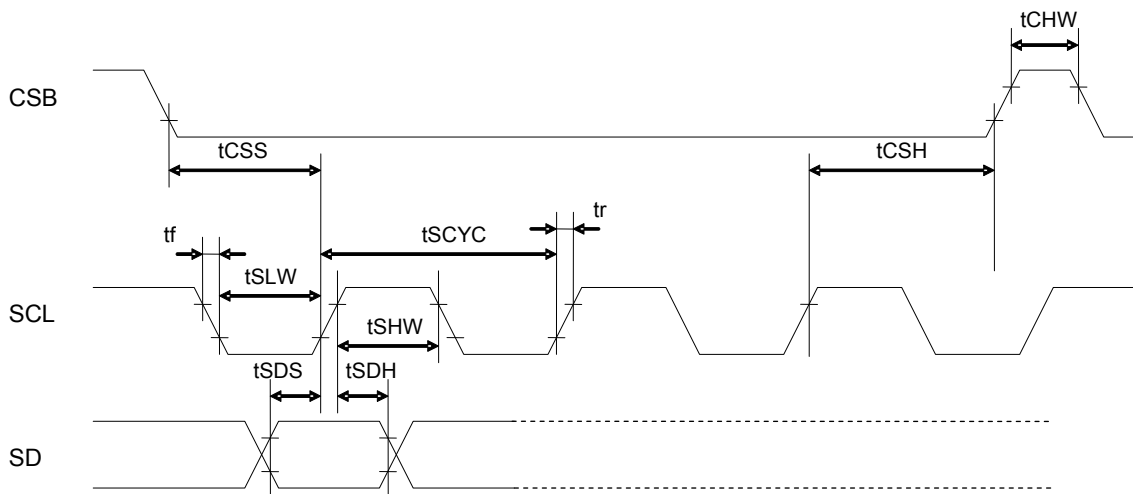 tCHW
CSB
tCSS
tCSH
tf
tr
tSCYC
tSLW
SCL
tSHW
tSDS
tSDH
SD